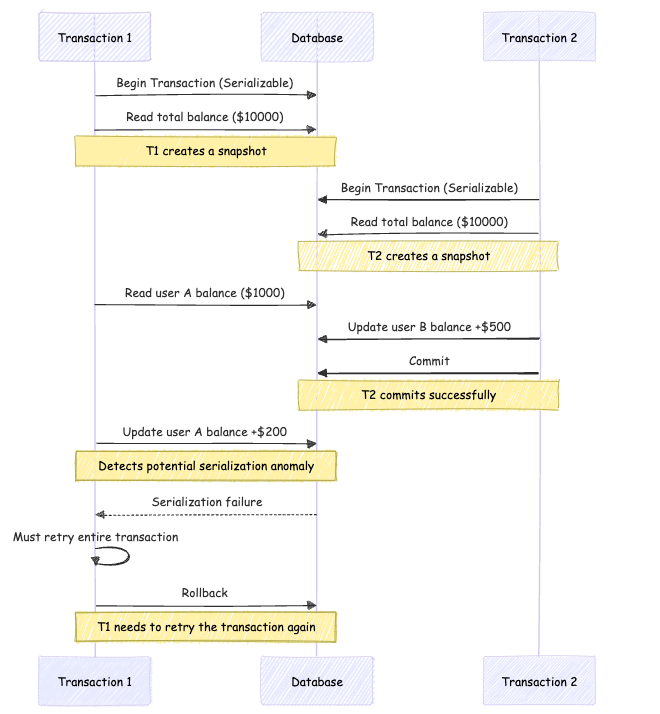 Transaction 1
Database
Transaction 2
Begin Transaction (Serializable)
Read total balance ($10000)
T1 creates a snapshot
Begin Transaction (Serializable)
Read total balance ($10000)
T2 creates a snapshot
Read user A balance ($1000)
Update user B balance +$500
Commit
T2 commits successfully
Update user A balance +$200
Detects potential serialization anomaly
Serialization failure
Must retry entire transaction
Rollback
T1 needs to retry the transaction again
Transaction 1
Database
Transaction 2